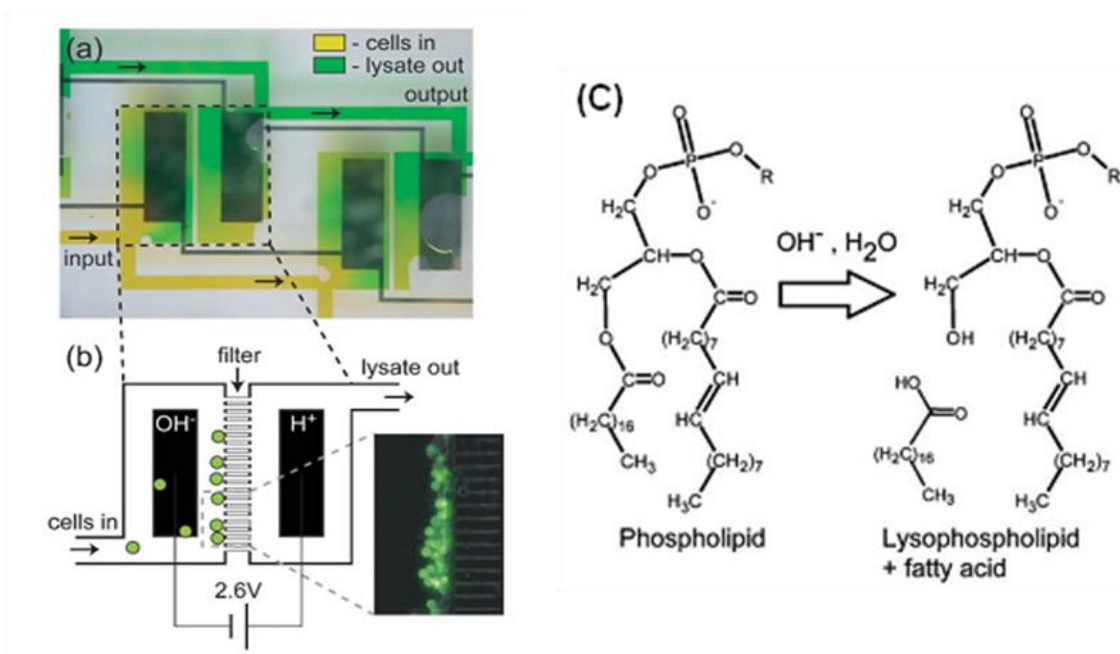 (a)
- cells in
- lysate out
output
input
(b)
filter
lysate out
OH-
H+
cells in
2.6V
(C)
O
O
P
O
R
O-
H2C
CH
O
H2C
C=O
O
(H2C)7
C=O
CH
(H2C)16
HC
CH3
(CH2)7
H3C
Phospholipid
OH- , H2O
O
O
P
O
R
O-
H2C
CH
O
H2C
C=O
OH
(H2C)7
HO
CH
O
HC
(H2C)16
(CH2)7
CH3
H3C
Lysophospholipid
+ fatty acid